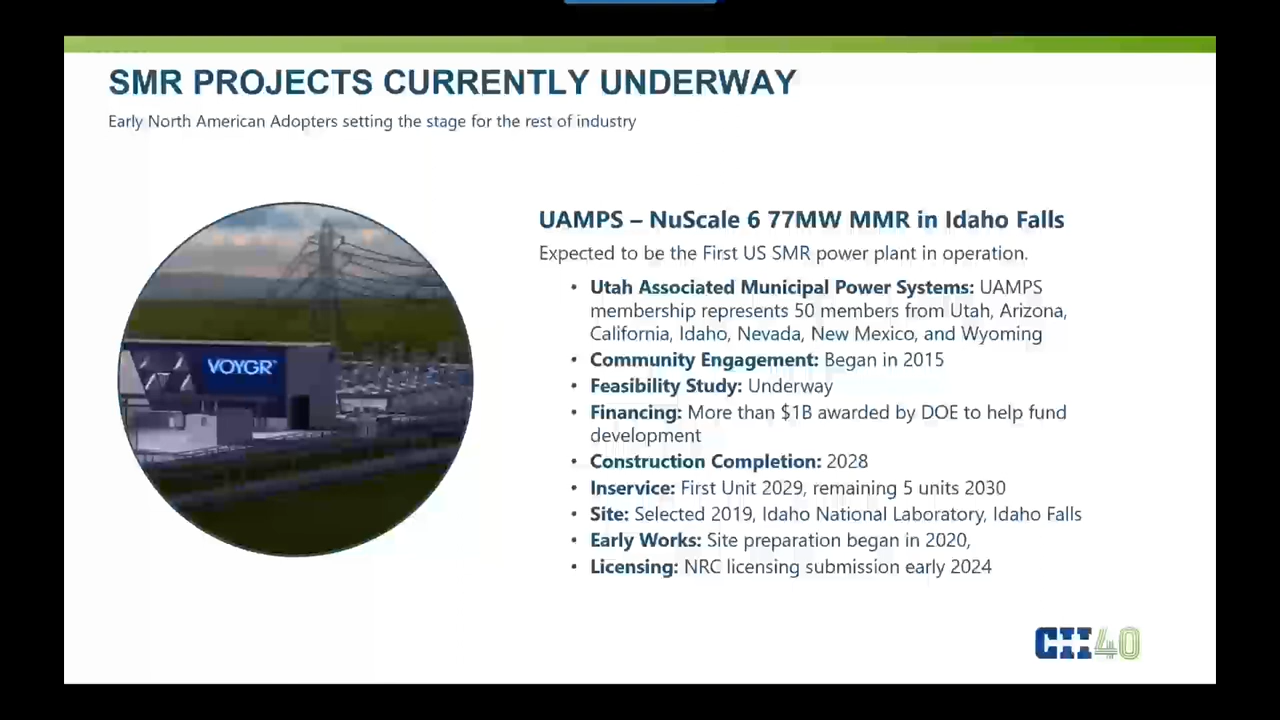 SMR PROJECTS CURRENTLY UNDERWAY
Early North American Adopters setting the stage for the rest of industry
VOYGR™
UAMPS – NuScale 6 77MW MMR in Idaho Falls
Expected to be the First US SMR power plant in operation.
• Utah Associated Municipal Power Systems: UAMPS
membership represents 50 members from Utah, Arizona,
California, Idaho, Nevada, New Mexico, and Wyoming
• Community Engagement: Began in 2015
• Feasibility Study: Underway
• Financing: More than $1B awarded by DOE to help fund
development
• Construction Completion: 2028
• Inservice: First Unit 2029, remaining 5 units 2030
• Site: Selected 2019, Idaho National Laboratory, Idaho Falls
• Early Works: Site preparation began in 2020,
• Licensing: NRC licensing submission early 2024
CII40